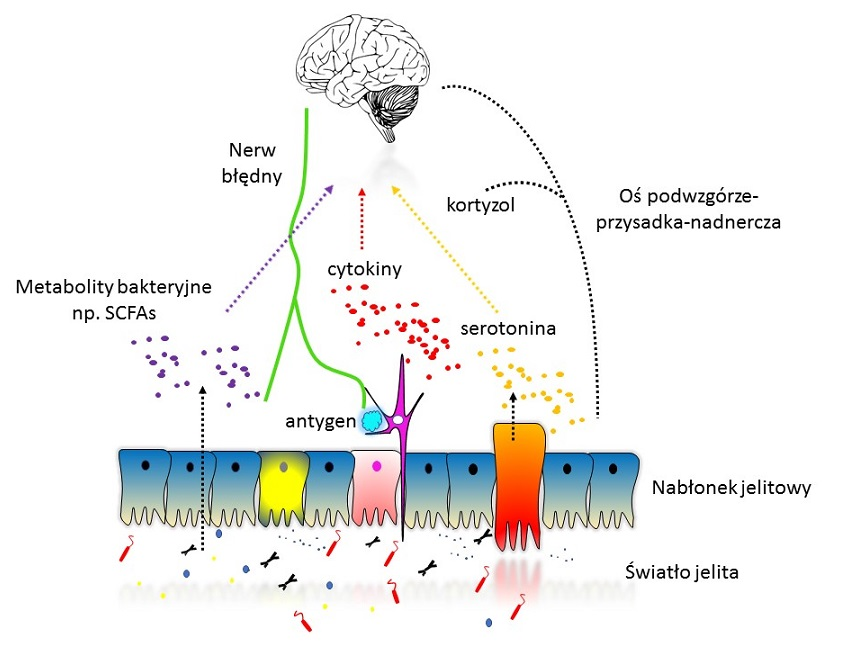 Nerw
błędny
kortyzol
Oś podwzgórze-
przysadka-nadnercza
Metabolity bakteryjne
np. SCFAs
cytokiny
serotonina
antygen
Nabłonek jelitowy
Światło jelita